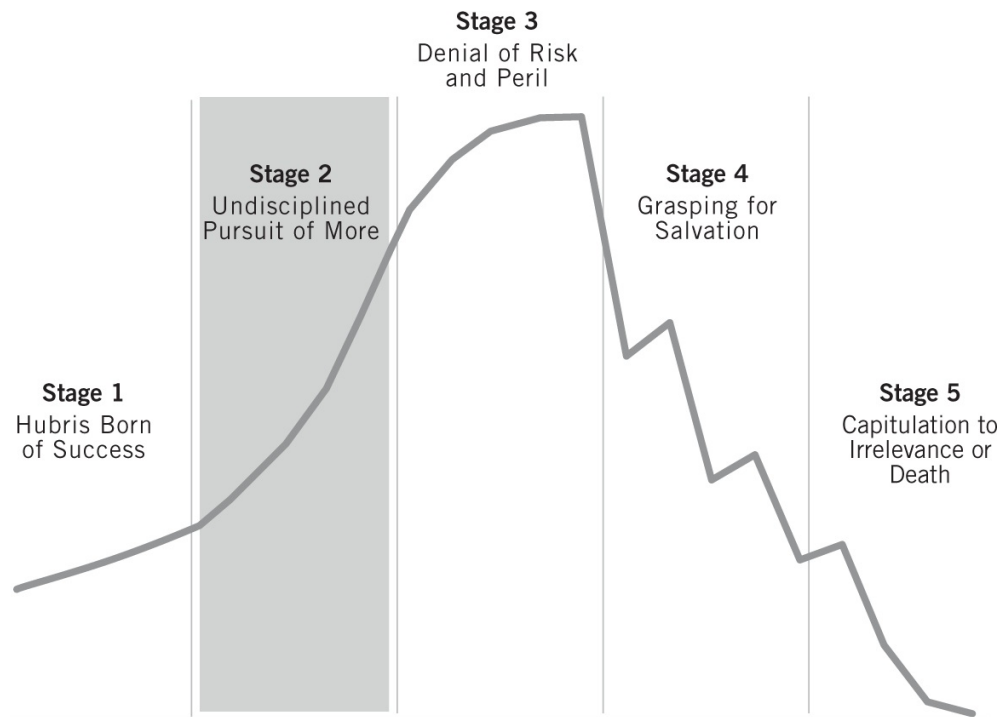 Stage 1
Hubris Born
of Success
Stage 2
Undisciplined
Pursuit of More
Stage 3
Denial of Risk
and Peril
Stage 4
Grasping for
Salvation
Stage 5
Capitulation to
Irrelevance or
Death